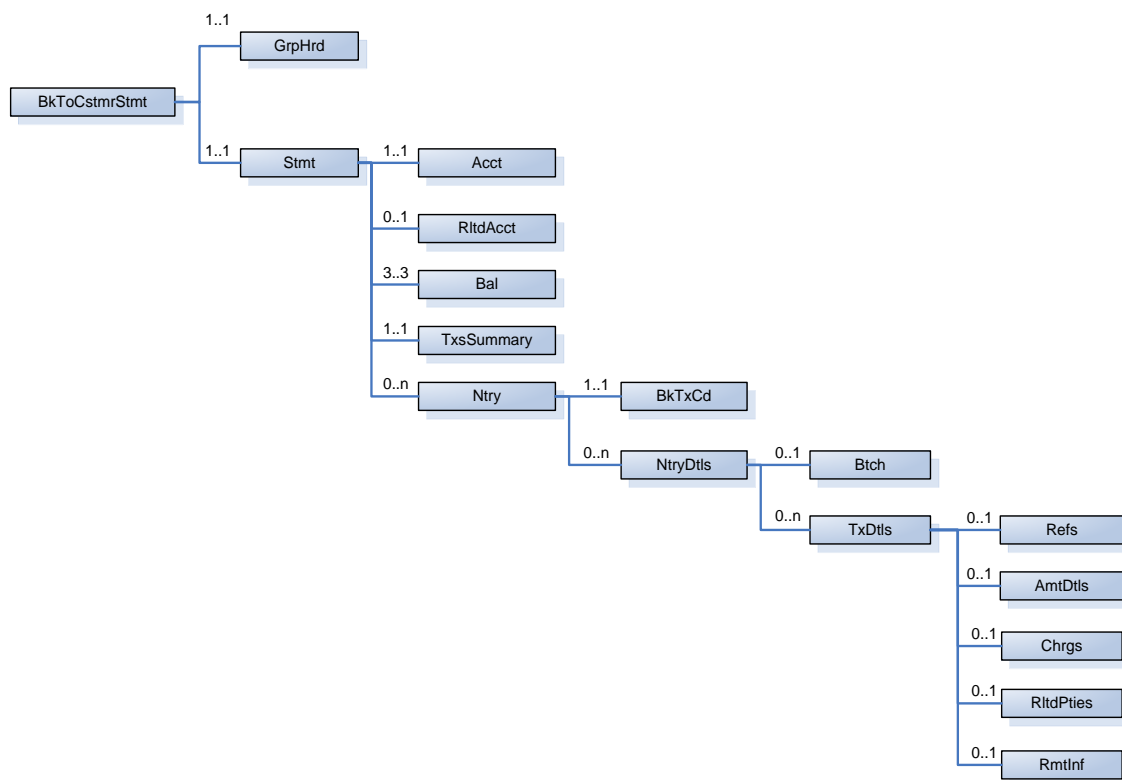 1..1
GrpHrd
BkToCstmrStmt
1..1
Stmt
1..1
Acct
0..1
RltdAcct
3..3
Bal
1..1
TxsSummary
0..n
Ntry
1..1
BkTxCd
0..n
NtryDtls
0..1
Btch
0..n
TxDtls
0..1
Refs
0..1
AmtDtls
0..1
Chrgs
0..1
RltdPties
0..1
RmtInf